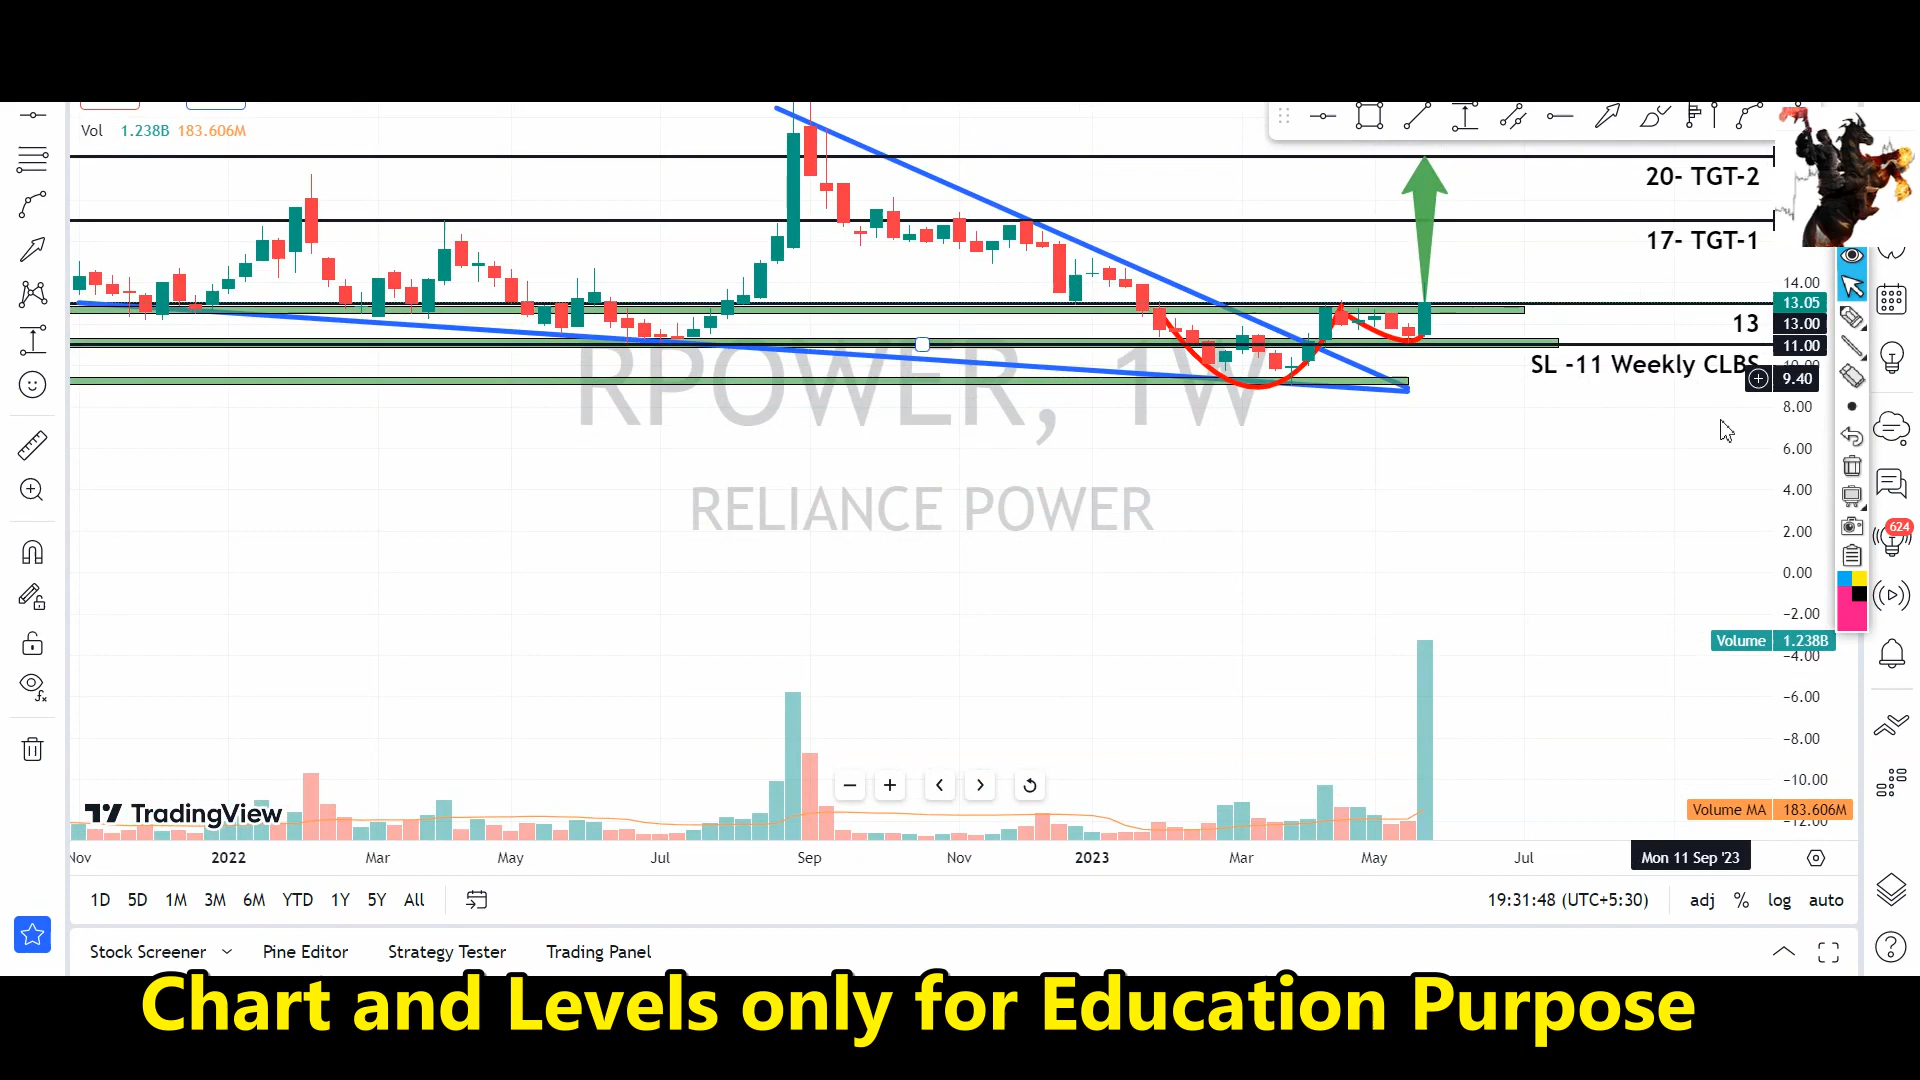 Vol 1.238B 183.606M
20- TGT-2
17- TGT-1
14.00
13.05
13
13.00
11.00
SL -11 Weekly CLBS
9.40
RPOWER, 1W
8.00
6.00
RELIANCE POWER
4.00
2.00
624
0.00
−2.00
Volume 1.238B
−4.00
−6.00
−8.00
−10.00
TradingView
Volume MA 183.606M
−12.00
Nov 2022 Mar May Jul Sep Nov 2023 Mar May Jul Mon 11 Sep '23
1D 5D 1M 3M 6M YTD 1Y 5Y All 19:31:48 (UTC+5:30) adj % log auto
Stock Screener Pine Editor Strategy Tester Trading Panel
Chart and Levels only for Education Purpose